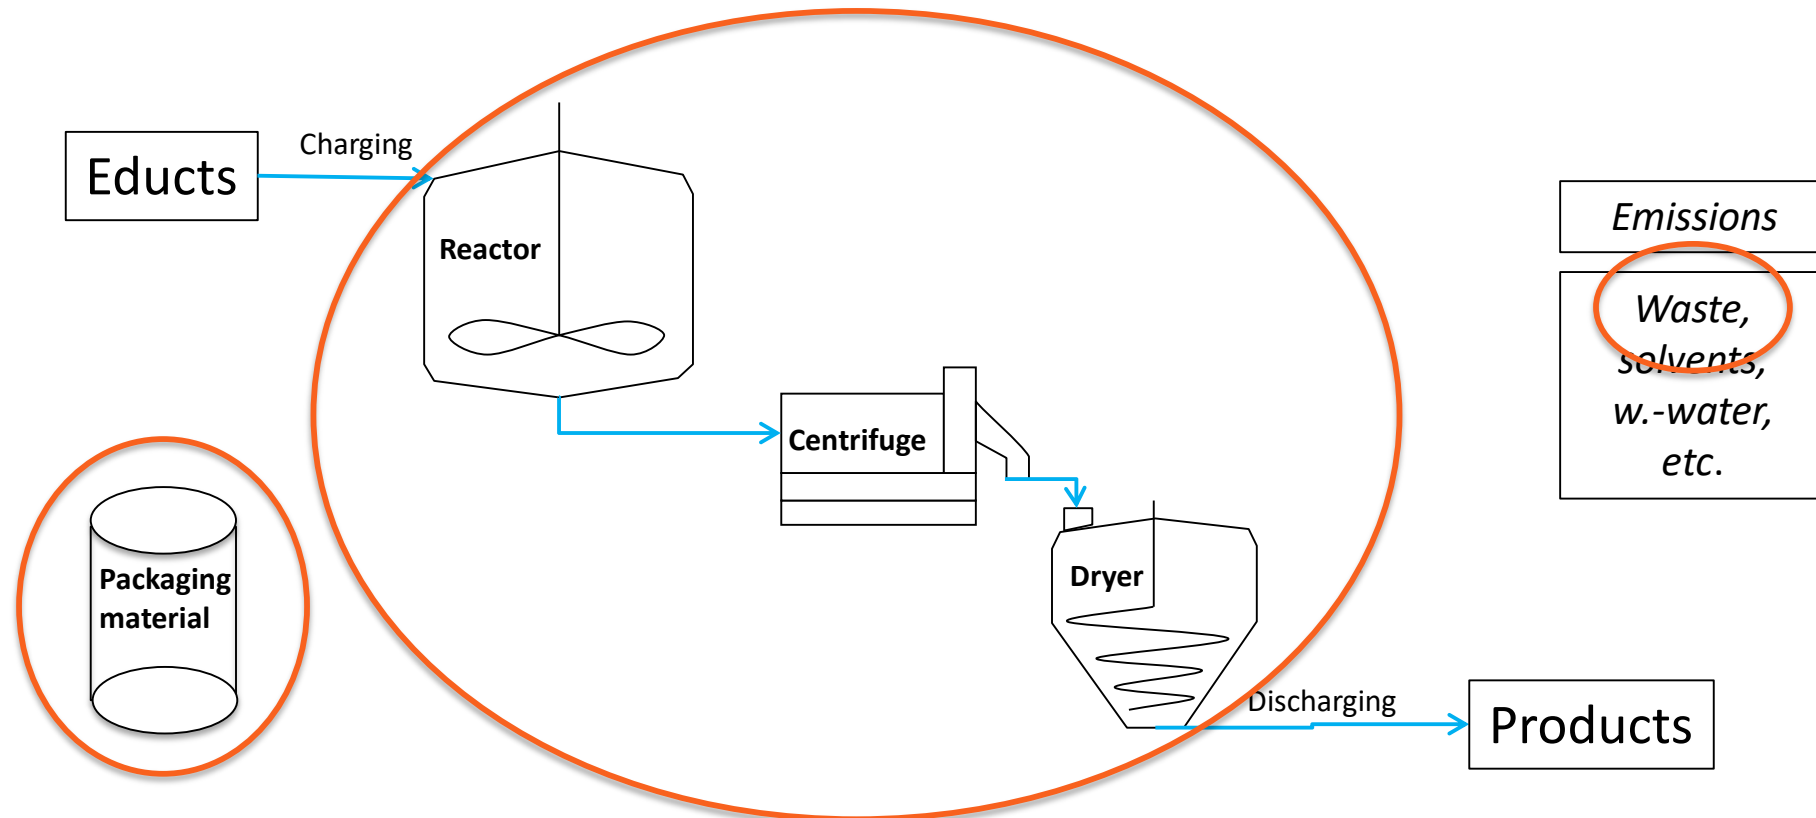 Educts
Charging
Reactor
Centrifuge
Dryer
Discharging
Products
Packaging
material
Emissions
Waste,
solvents,
w.-water,
etc.